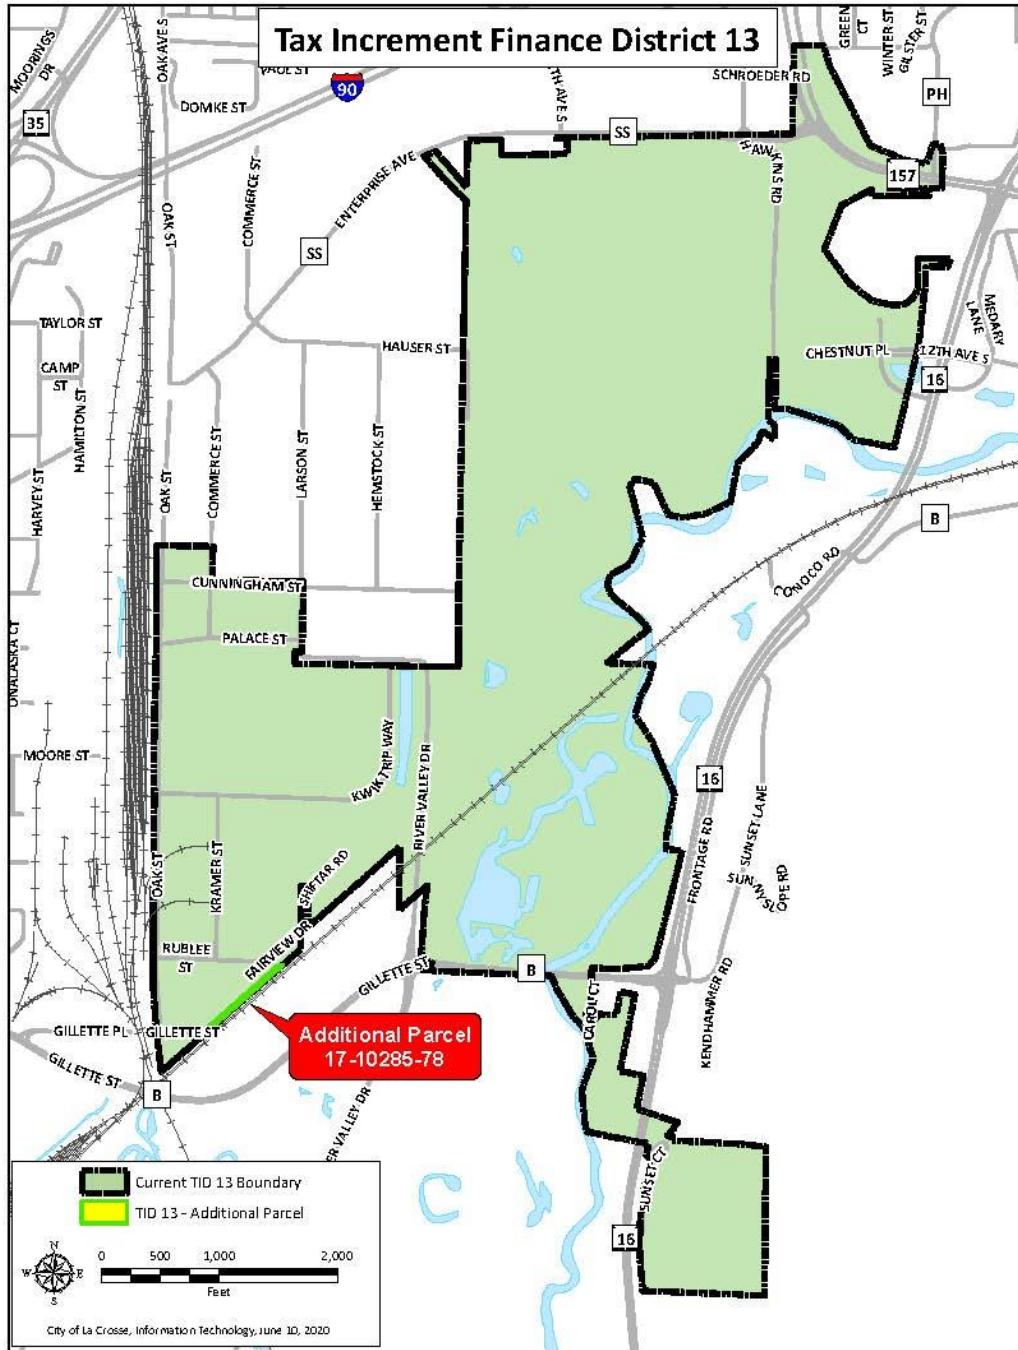 Tax Increment Finance District 13
MOORINGS DR
OAK AVE S
GREEN CT
WINTER ST
GILSTER ST
SCHROEDER RD
90
DOMKE ST
PH
35
SS
ENTERPRISE AVE
COMMERCE ST
HAWKINS RD
157
OAK ST
SS
MEDARY LANE
TAYLOR ST
HAUSER ST
CHESTNUT PL
12TH AVE S
CAMP ST
16
HAMILTON ST
HARVEY ST
OAK ST
COMMERCE ST
LARSON ST
HEMSTOCK ST
B
CONOCO RD
CUNNINGHAM ST
PALACE ST
ONALASKA CT
MOORE ST
KWIK TRIP WAY
RIVER VALLEY DR
16
FRONTAGE RD
SUNSET LANE
SUNNYSLOPE RD
OAK ST
KRAMER ST
SHIFTAR RD
RUBLEE ST
FAIRVIEW DR
GILLETTE ST
B
KENDHAMMER RD
CAROL CT
GILLETTE PL
GILLETTE ST
Additional Parcel
17-10285-78
GILLETTE ST
B
ER VALLEY DR
SUNSET CT
16
Current TID 13 Boundary
TID 13 - Additional Parcel
N
W E
S
0 500 1,000 2,000
Feet
City of La Crosse, Information Technology, June 10, 2020